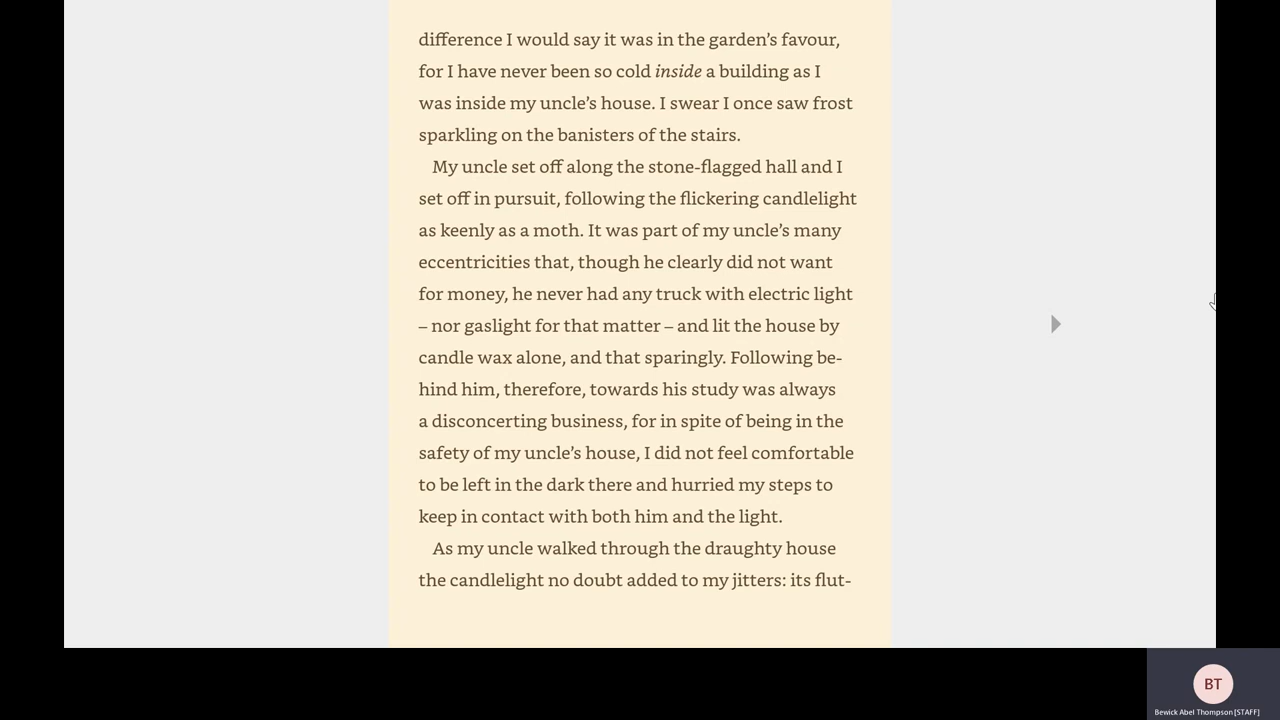 difference I would say it was in the garden’s favour,
for I have never been so cold inside a building as I
was inside my uncle’s house. I swear I once saw frost
sparkling on the banisters of the stairs.
My uncle set off along the stone-flagged hall and I
set off in pursuit, following the flickering candlelight
as keenly as a moth. It was part of my uncle’s many
eccentricities that, though he clearly did not want
for money, he never had any truck with electric light
– nor gaslight for that matter – and lit the house by
candle wax alone, and that sparingly. Following be-
hind him, therefore, towards his study was always
a disconcerting business, for in spite of being in the
safety of my uncle’s house, I did not feel comfortable
to be left in the dark there and hurried my steps to
keep in contact with both him and the light.
As my uncle walked through the draughty house
the candlelight no doubt added to my jitters: its flut-
BT
Bewick Abel Thompson [STAFF]